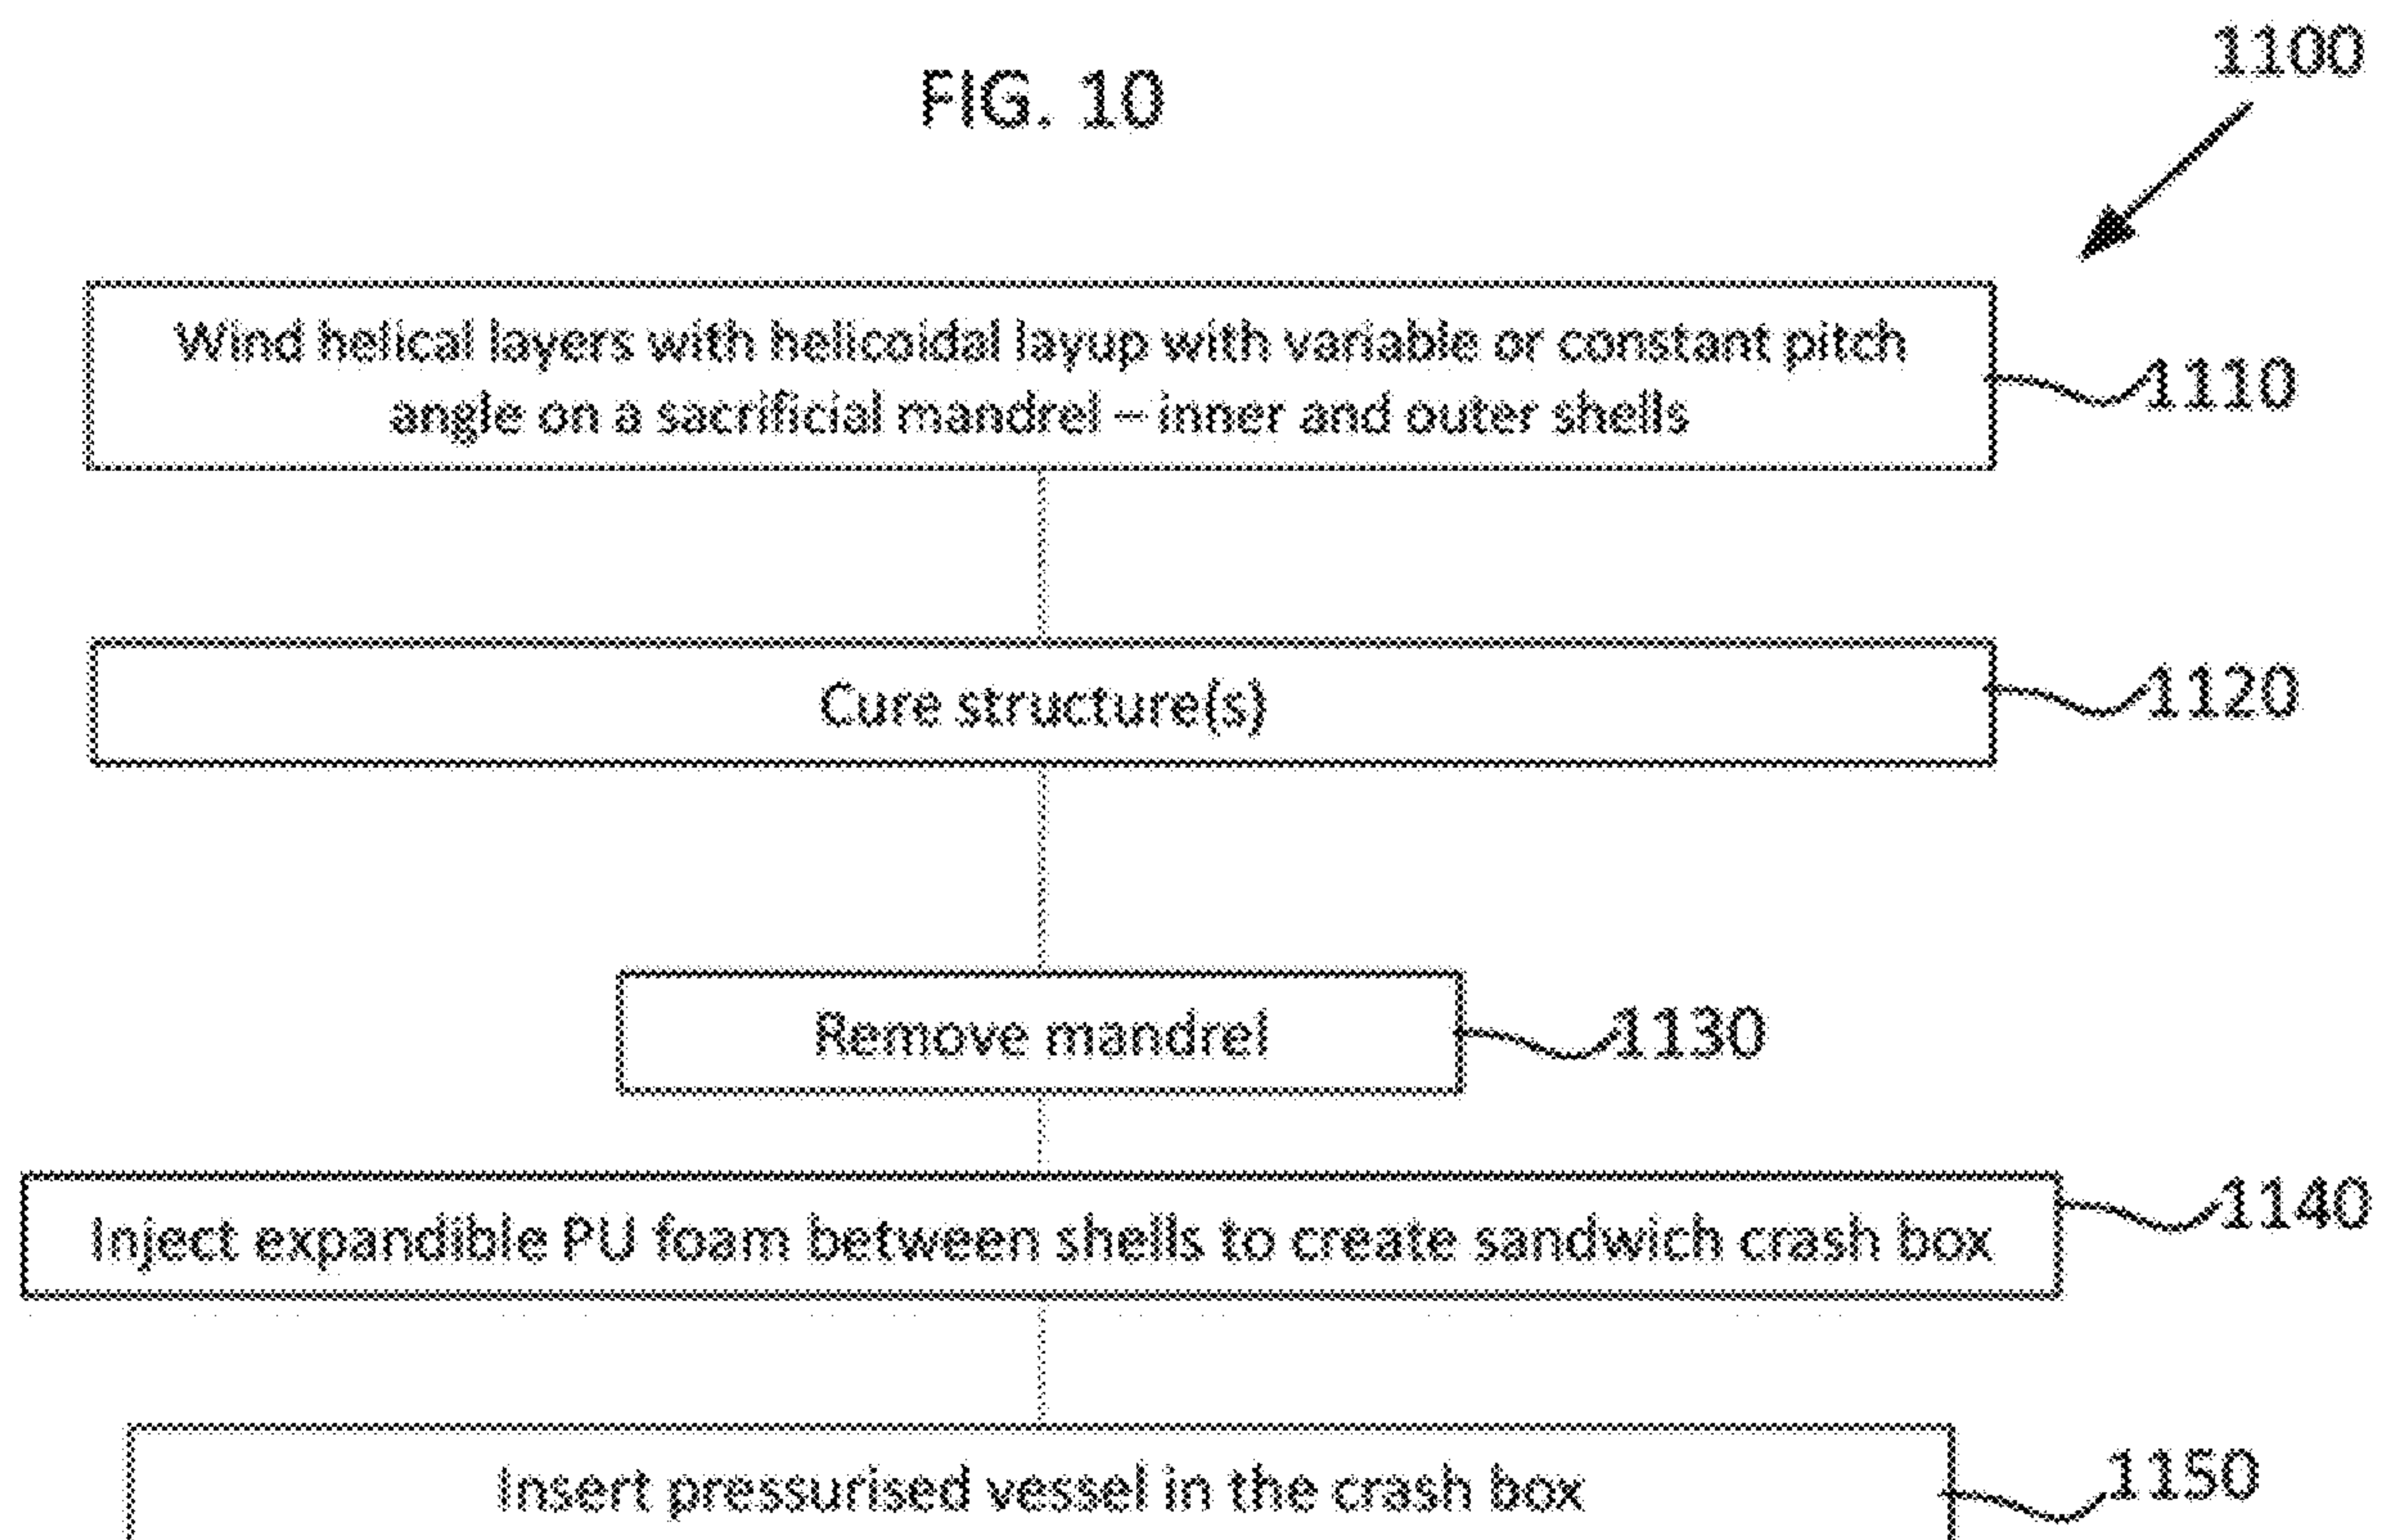 1100
FIG. 10
Wind helical layers with helicoidal layup with variable or constant pitch
angle on a sacrificial mandrel – inner and outer shells
1110
Cure structure(s)
1120
Remove mandrel
1130
Inject expandible PU foam between shells to create sandwich crash box
1140
Insert pressurised vessel in the crash box
1150